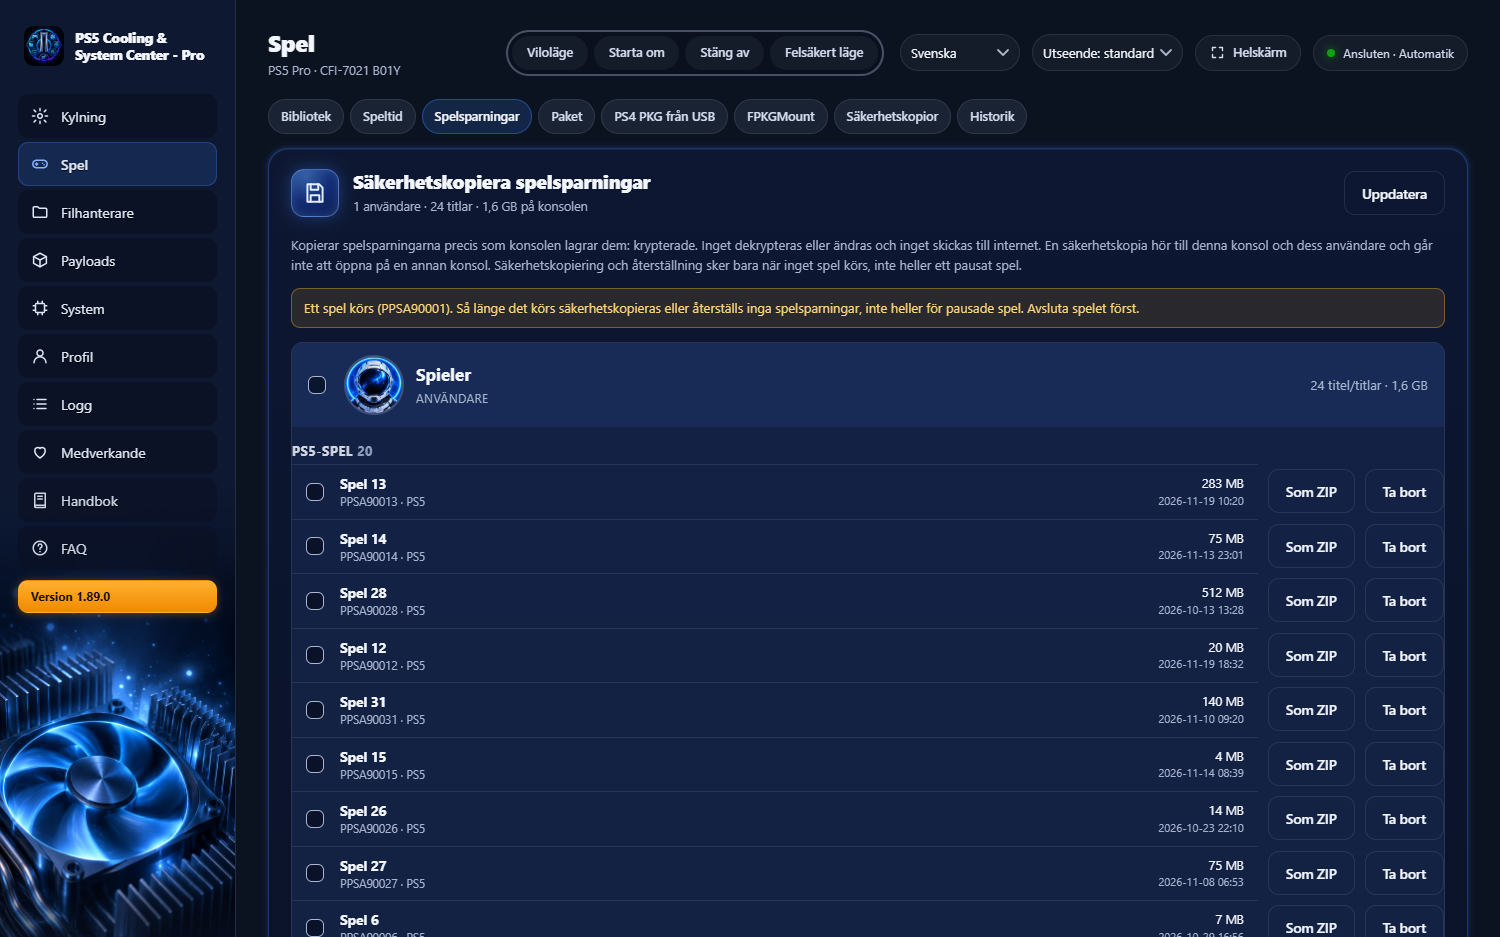 PS5 Cooling &
System Center - Pro
Kylning
Spel
Filhanterare
Payloads
System
Profil
Logg
Medverkande
Handbok
FAQ
Version 1.89.0
Spel
PS5 Pro · CFI-7021 B01Y
Viloläge
Starta om
Stäng av
Felsäkert läge
Svenska
Utseende: standard
Helskärm
Ansluten · Automatik
Bibliotek
Speltid
Spelsparningar
Paket
PS4 PKG från USB
FPKGMount
Säkerhetskopior
Historik
Säkerhetskopiera spelsparningar
1 användare · 24 titlar · 1,6 GB på konsolen
Uppdatera
Kopierar spelsparningarna precis som konsolen lagrar dem: krypterade. Inget dekrypteras eller ändras och inget skickas till internet. En säkerhetskopia hör till denna konsol och dess användare och går
inte att öppna på en annan konsol. Säkerhetskopiering och återställning sker bara när inget spel körs, inte heller ett pausat spel.
Ett spel körs (PPSA90001). Så länge det körs säkerhetskopieras eller återställs inga spelsparningar, inte heller för pausade spel. Avsluta spelet först.
Spieler
ANVÄNDARE
24 titel/titlar · 1,6 GB
PS5-SPEL 20
Spel 13
PPSA90013 · PS5
283 MB
2026-11-19 10:20
Som ZIP
Ta bort
Spel 14
PPSA90014 · PS5
75 MB
2026-11-13 23:01
Som ZIP
Ta bort
Spel 28
PPSA90028 · PS5
512 MB
2026-10-13 13:28
Som ZIP
Ta bort
Spel 12
PPSA90012 · PS5
20 MB
2026-11-19 18:32
Som ZIP
Ta bort
Spel 31
PPSA90031 · PS5
140 MB
2026-11-10 09:20
Som ZIP
Ta bort
Spel 15
PPSA90015 · PS5
4 MB
2026-11-14 08:39
Som ZIP
Ta bort
Spel 26
PPSA90026 · PS5
14 MB
2026-10-23 22:10
Som ZIP
Ta bort
Spel 27
PPSA90027 · PS5
75 MB
2026-11-08 06:53
Som ZIP
Ta bort
Spel 6
PPSA90006 · PS5
7 MB
2026-10-29 16:56
Som ZIP
Ta bort